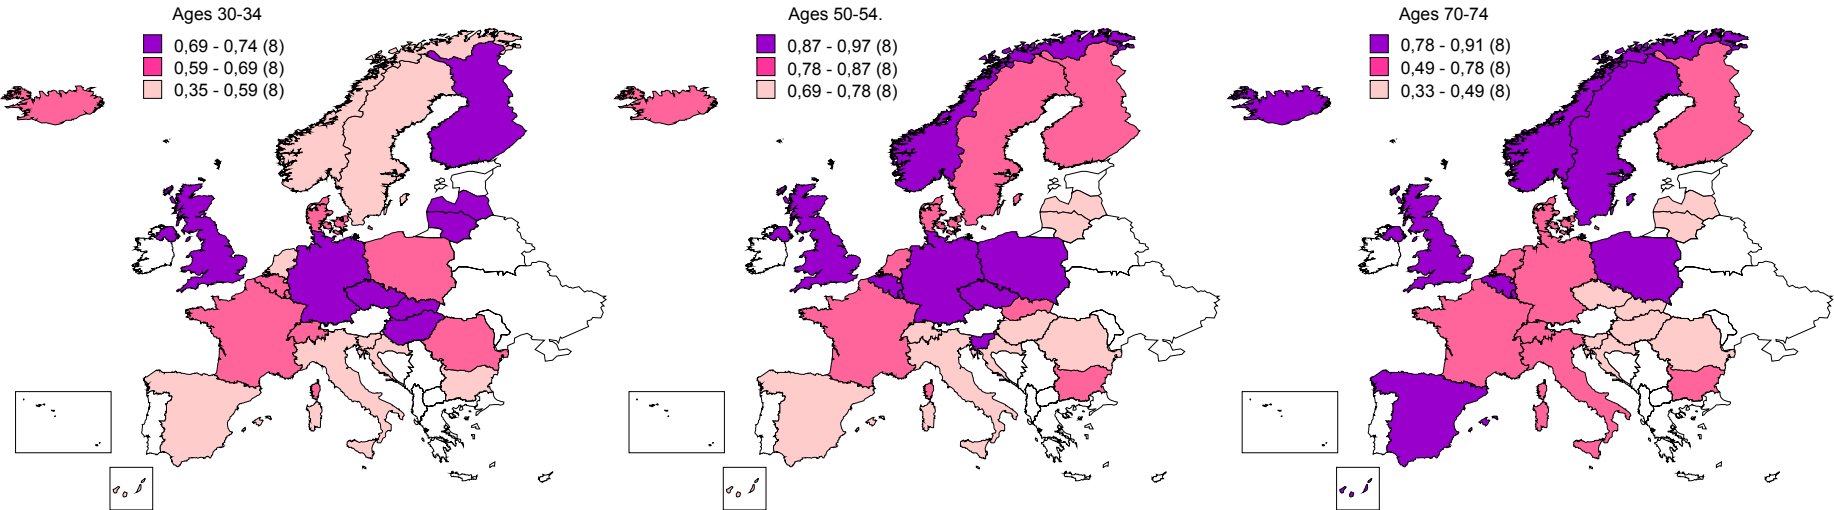 Ages 30-34
0,69 - 0,74 (8)
0,59 - 0,69 (8)
0,35 - 0,59 (8)
Ages 50-54.
0,87 - 0,97 (8)
0,78 - 0,87 (8)
0,69 - 0,78 (8)
Ages 70-74
0,78 - 0,91 (8)
0,49 - 0,78 (8)
0,33 - 0,49 (8)